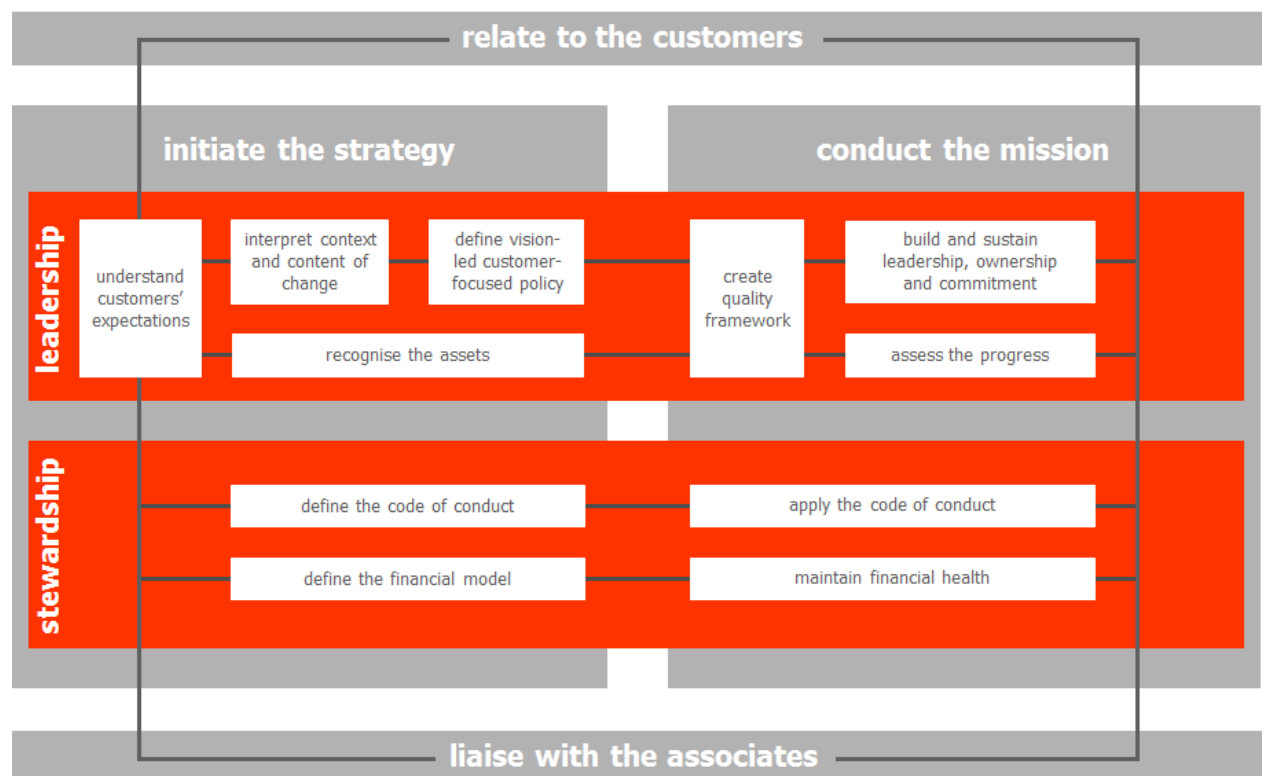 relate to the customers
initiate the strategy
conduct the mission
leadership
understand
customers’
expectations
interpret context
and content of
change
define vision-
led customer-
focused policy
recognise the assets
create
quality
framework
build and sustain
leadership, ownership
and commitment
assess the progress
stewardship
define the code of conduct
apply the code of conduct
define the financial model
maintain financial health
liaise with the associates